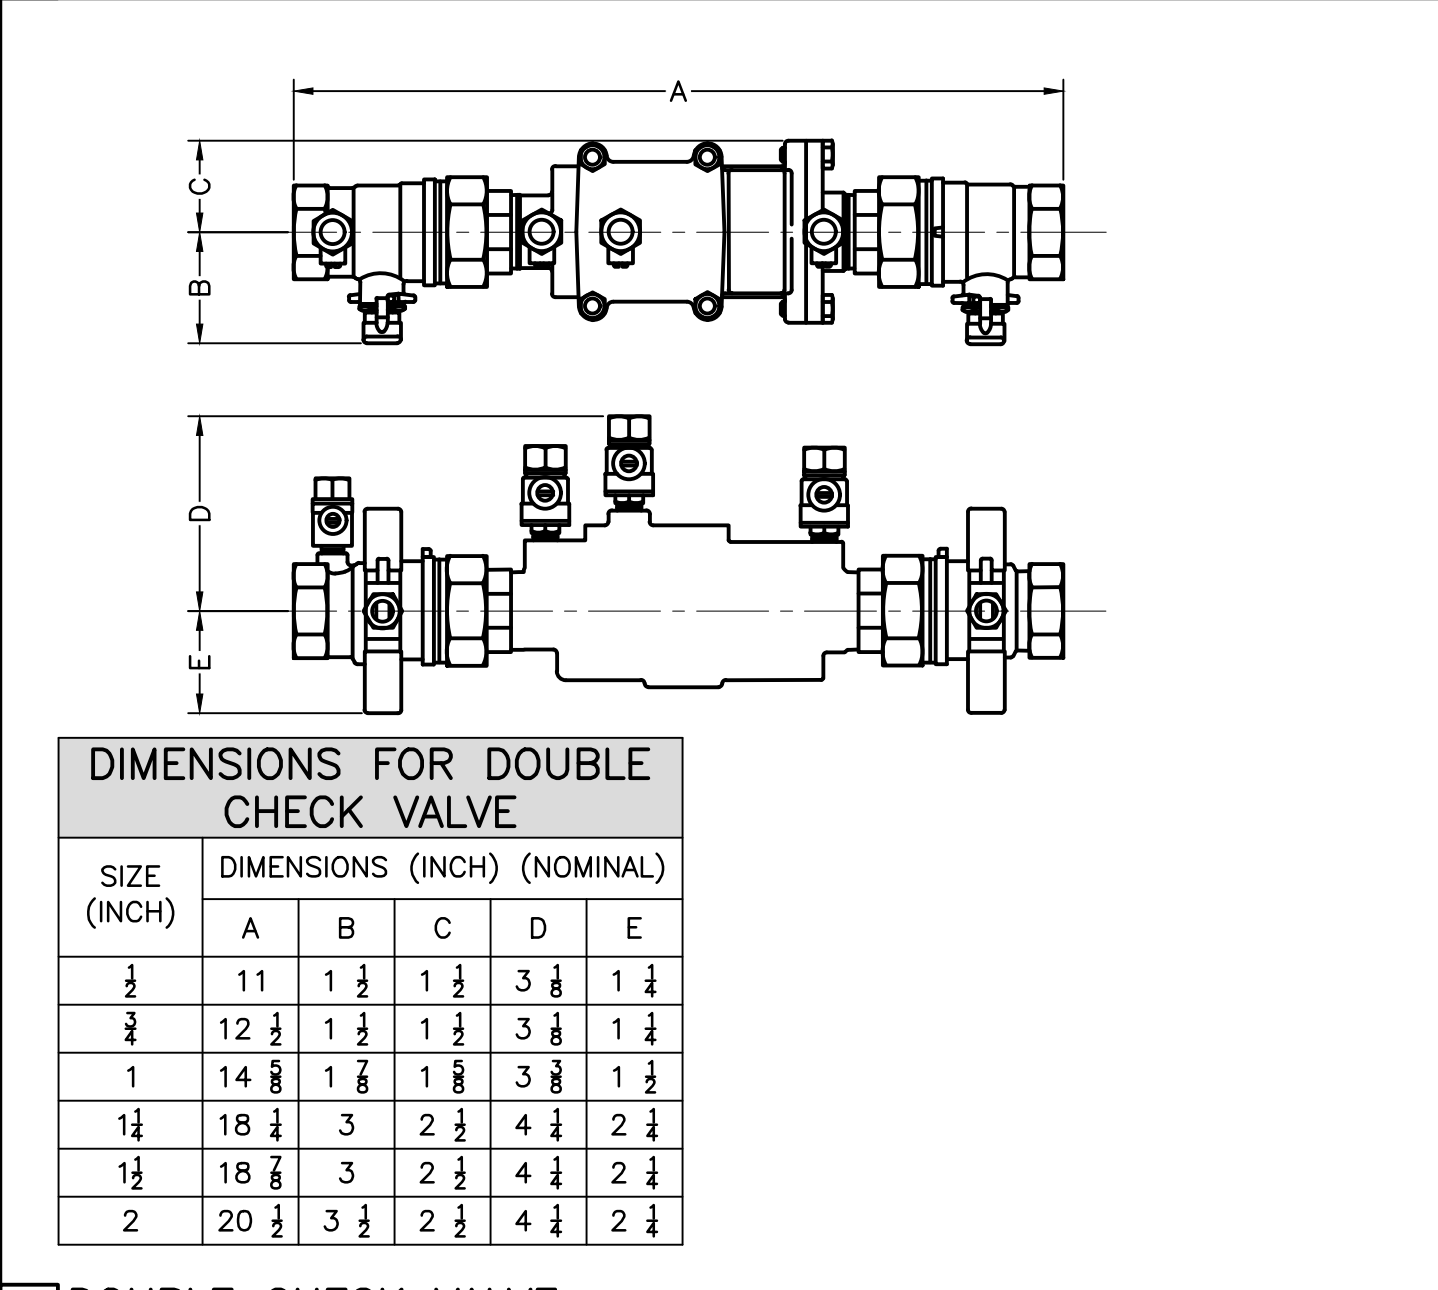 A
C
B
D
E
DIMENSIONS FOR DOUBLE
CHECK VALVE
SIZE
(INCH)
DIMENSIONS (INCH) (NOMINAL)
A B C D E
1/2 11 1 1/2 1 1/2 3 1/8 1 1/4
3/4 12 1/2 1 1/2 1 1/2 3 1/8 1 1/4
1 14 5/8 1 7/8 1 5/8 3 3/8 1 1/2
1 1/4 18 1/4 3 2 1/2 4 1/4 2 1/4
1 1/2 18 7/8 3 2 1/2 4 1/4 2 1/4
2 20 1/2 3 1/2 2 1/2 4 1/4 2 1/4
DOUBLE CHECK VALVE